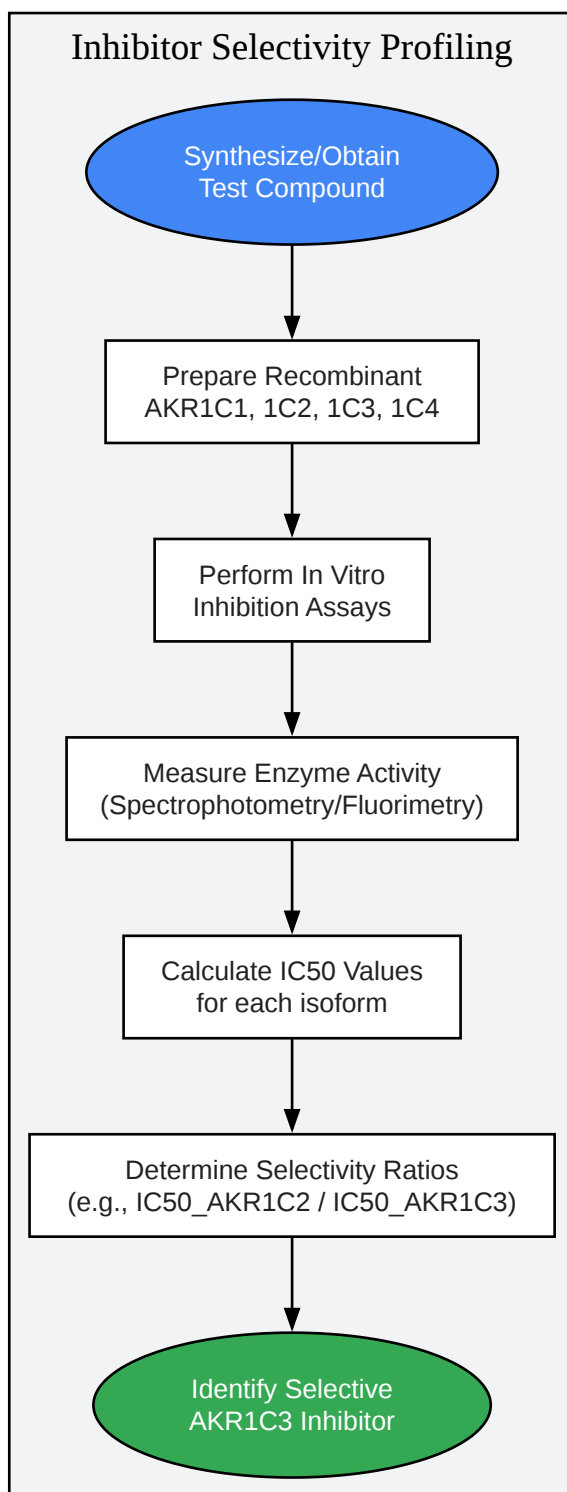 Inhibitor Selectivity Profiling
Synthesize/Obtain
Test Compound
Prepare Recombinant
AKR1C1, 1C2, 1C3, 1C4
Perform In Vitro
Inhibition Assays
Measure Enzyme Activity
(Spectrophotometry/Fluorimetry)
Calculate IC50 Values
for each isoform
Determine Selectivity Ratios
(e.g., IC50_AKR1C2 / IC50_AKR1C3)
Identify Selective
AKR1C3 Inhibitor